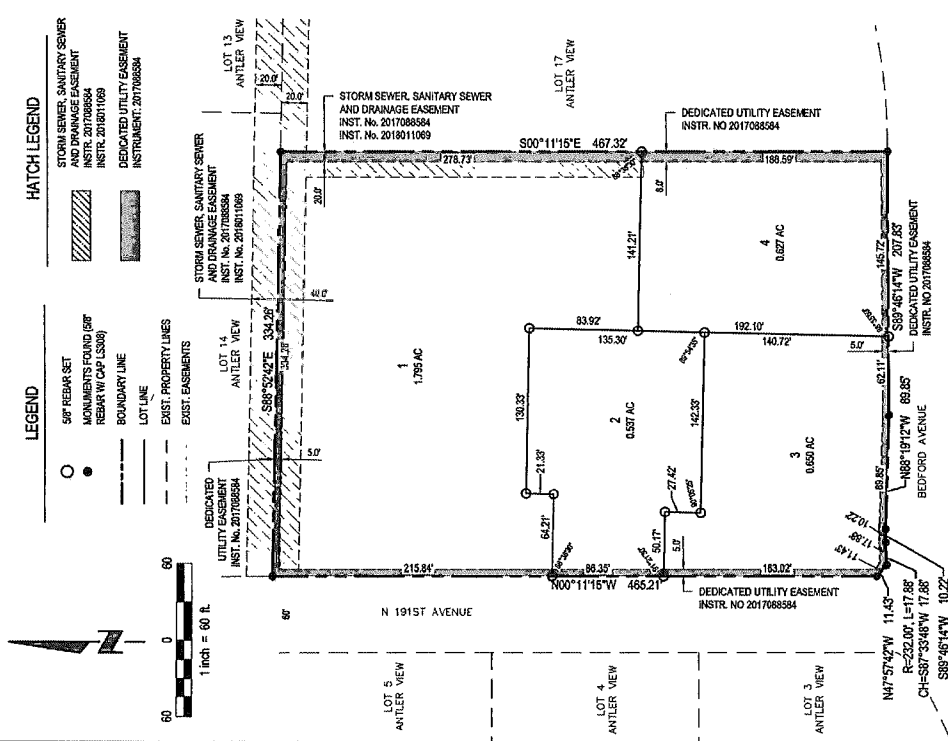 LEGEND
5/8" REBAR SET
MONUMENTS FOUND (5/8"
REBAR W/ CAP LS308)
BOUNDARY LINE
LOT LINE
EXIST. PROPERTY LINES
EXIST. EASEMENTS
HATCH LEGEND
STORM SEWER, SANITARY SEWER
AND DRAINAGE EASEMENT
INSTR. 2017088584
INSTR. 2018011069
DEDICATED UTILITY EASEMENT
INSTRUMENT: 2017088584
60 0 60
1 inch = 60 ft.
LOT 13
ANTLER VIEW
20.0'
20.0'
LOT 14
ANTLER VIEW
STORM SEWER, SANITARY SEWER
AND DRAINAGE EASEMENT
INST. No. 2017088584
INST. No. 2018011069
STORM SEWER, SANITARY SEWER
AND DRAINAGE EASEMENT
INST. No. 2017088584
INST. No. 2018011069
LOT 17
ANTLER VIEW
DEDICATED UTILITY EASEMENT
INSTR. NO 2017088584
S00°11'15"E 467.32'
278.73'
188.59'
20.0'
8.0'
40.0'
S88°52'42"E 334.28'
334.28'
DEDICATED
UTILITY EASEMENT
INST. No. 2017088584
5.0'
1
1.795 AC
141.21'
4
0.627 AC
83.92'
135.30'
192.10'
140.72'
130.33'
21.33'
64.21'
2
0.537 AC
142.33'
27.42'
50.17'
3
0.650 AC
145.72'
S89°46'14"W 207.83'
DEDICATED UTILITY EASEMENT
INSTR. NO 2017088584
5.0'
62.11'
69.85'
N88°19'12"W 69.85'
BEDFORD AVENUE
10.22'
17.88'
11.43'
215.84'
86.35'
163.02'
5.0'
N00°11'15"W 465.21'
DEDICATED UTILITY EASEMENT
INSTR. NO 2017088584
60'
N 191ST AVENUE
LOT 5
ANTLER VIEW
LOT 4
ANTLER VIEW
LOT 3
ANTLER VIEW
N47°57'42"W 11.43'
R=232.00', L=17.88'
CH=S87°33'48"W 17.88'
S89°46'14"W 10.22'